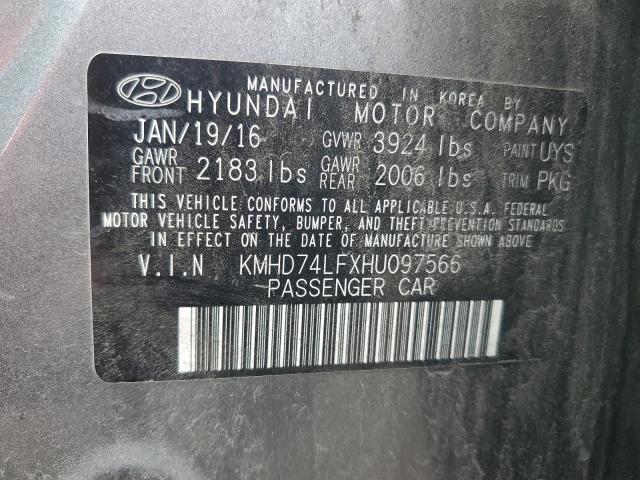 MANUFACTURED IN KOREA BY
HYUNDAI MOTOR COMPANY
JAN/19/16 GVWR 3924 lbs PAINT UYS
GAWR FRONT 2183 lbs GAWR REAR 2006 lbs TRIM PKG
THIS VEHICLE CONFORMS TO ALL APPLICABLE U.S.A. FEDERAL
MOTOR VEHICLE SAFETY, BUMPER, AND THEFT PREVENTION STANDARDS
IN EFFECT ON THE DATE OF MANUFACTURE SHOWN ABOVE
V.I.N KMHD74LFXHU097566
PASSENGER CAR